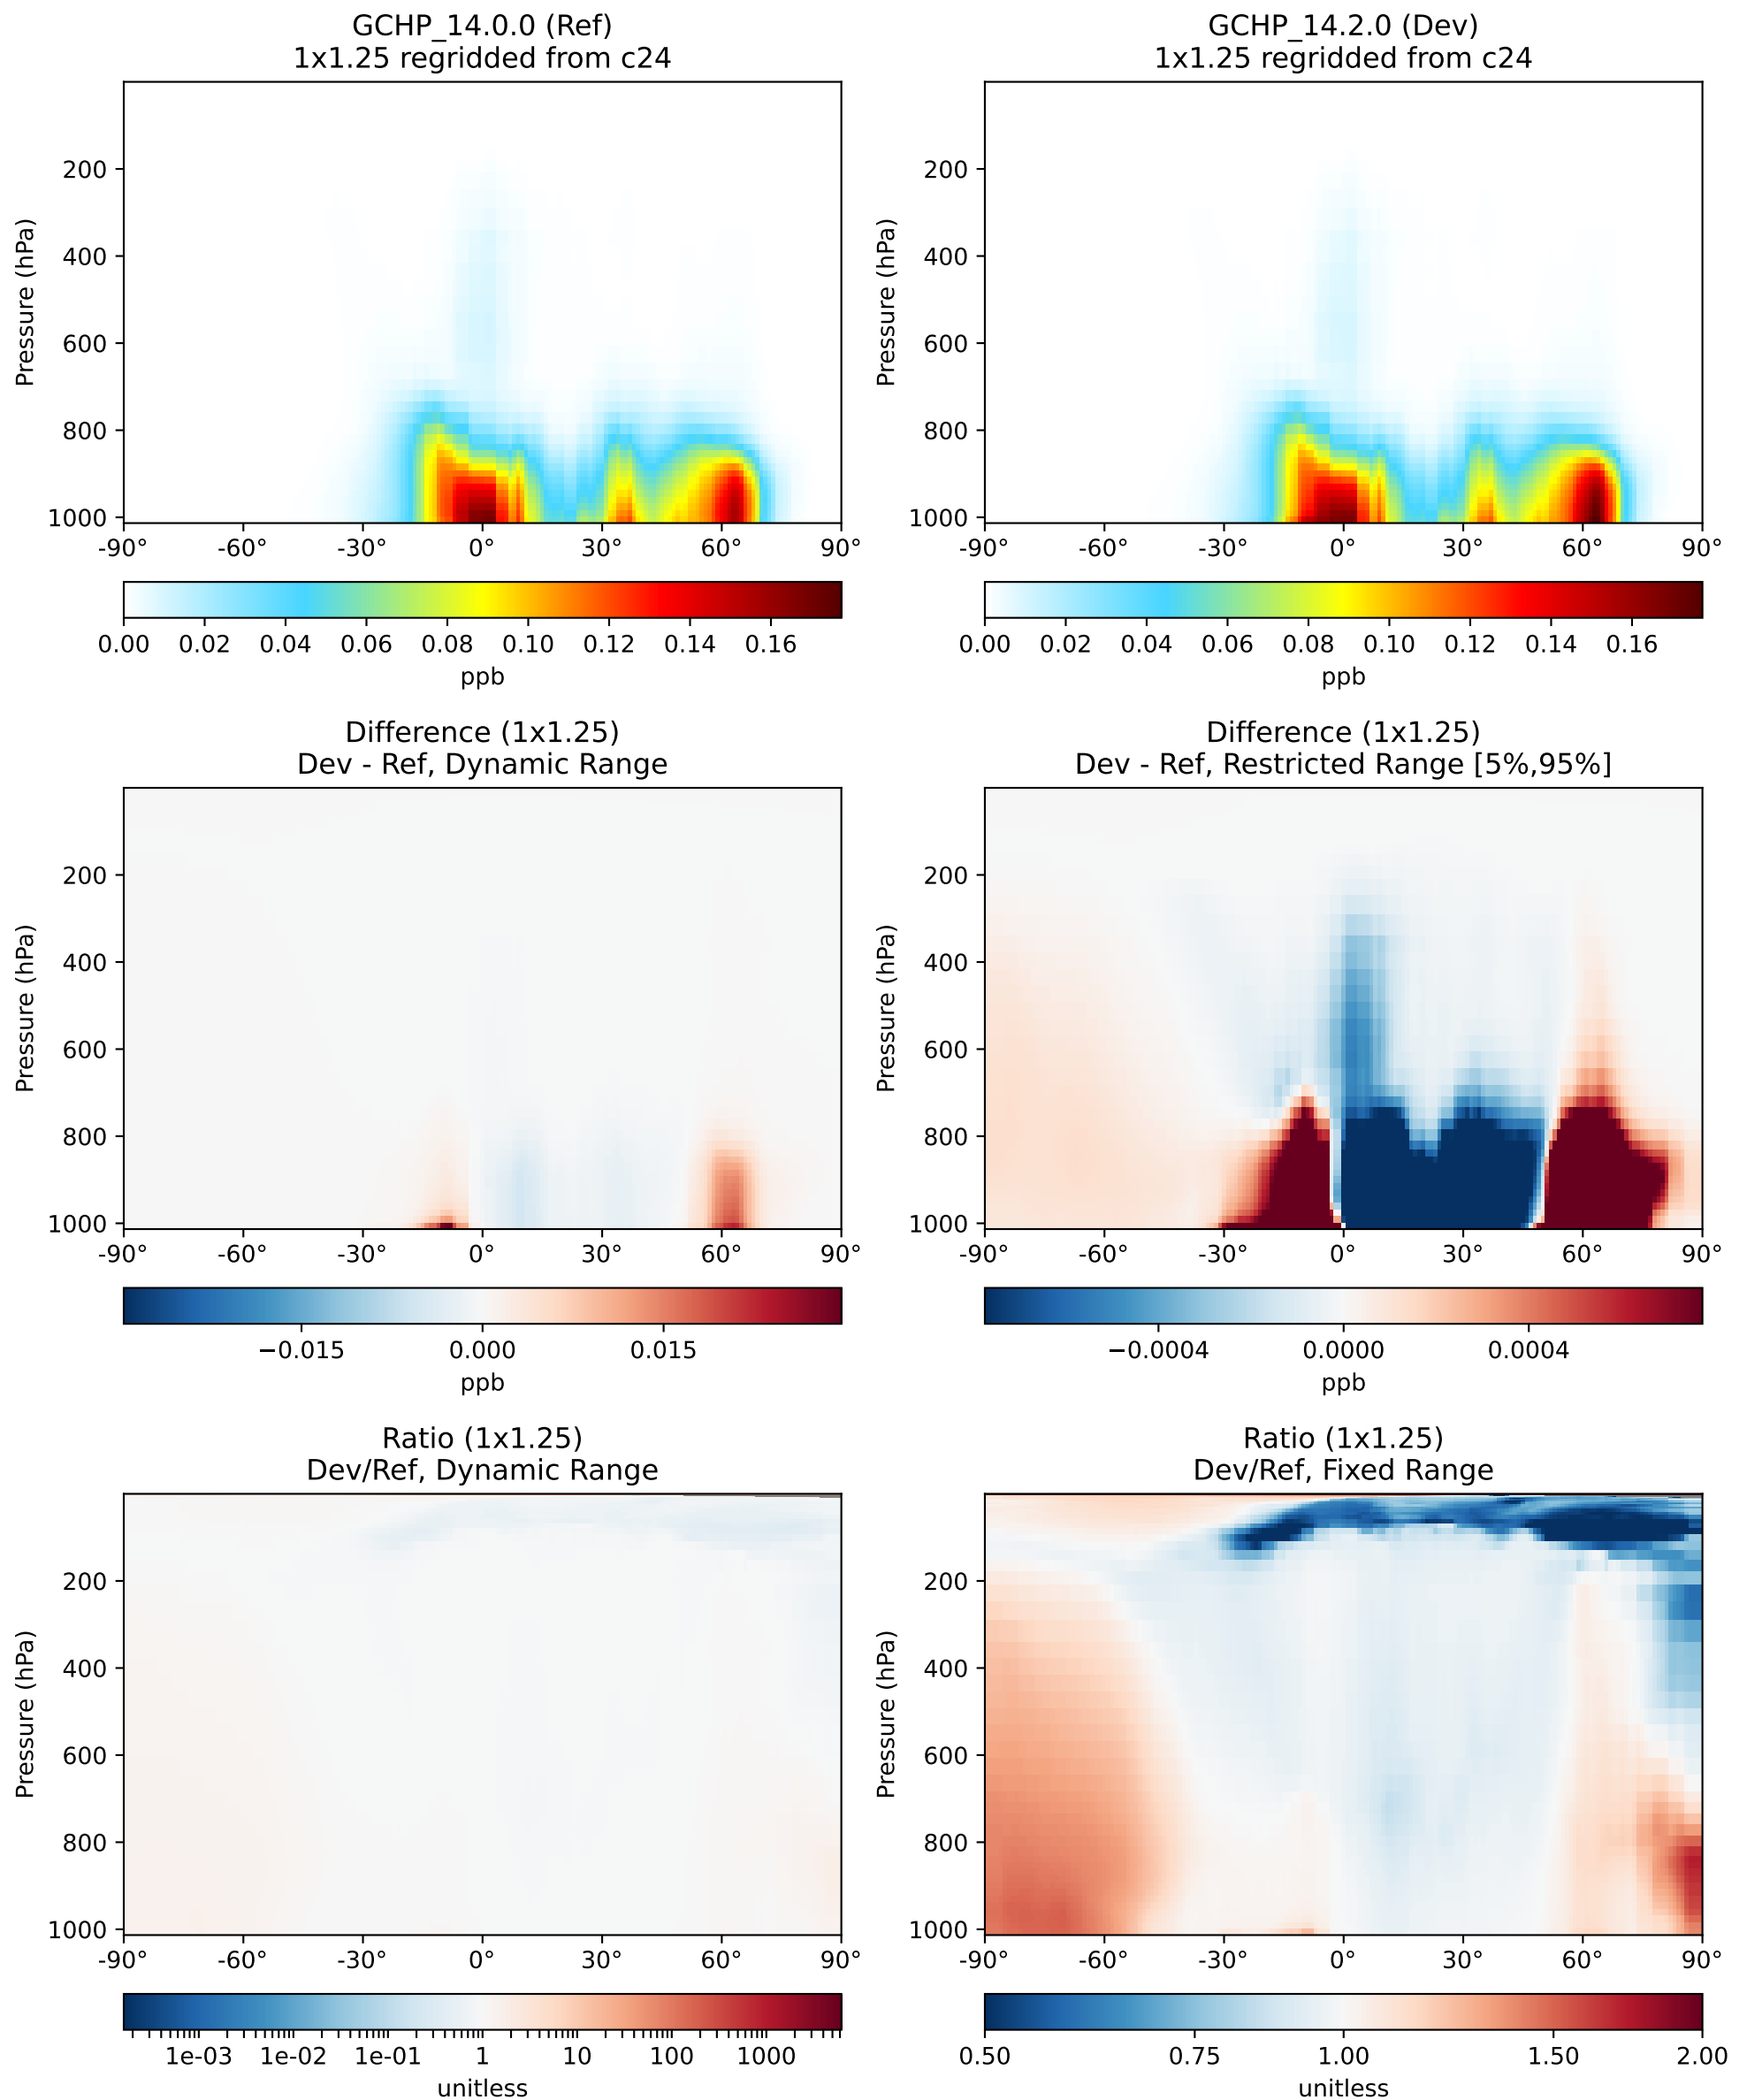 GCHP_14.0.0 (Ref)
1x1.25 regridded from c24
Pressure (hPa)
200
400
600
800
1000
-90° -60° -30° 0° 30° 60° 90°
0.00 0.02 0.04 0.06 0.08 0.10 0.12 0.14 0.16
ppb
GCHP_14.2.0 (Dev)
1x1.25 regridded from c24
Pressure (hPa)
200
400
600
800
1000
-90° -60° -30° 0° 30° 60° 90°
0.00 0.02 0.04 0.06 0.08 0.10 0.12 0.14 0.16
ppb
Difference (1x1.25)
Dev - Ref, Dynamic Range
Pressure (hPa)
200
400
600
800
1000
-90° -60° -30° 0° 30° 60° 90°
−0.015 0.000 0.015
ppb
Difference (1x1.25)
Dev - Ref, Restricted Range [5%,95%]
Pressure (hPa)
200
400
600
800
1000
-90° -60° -30° 0° 30° 60° 90°
−0.0004 0.0000 0.0004
ppb
Ratio (1x1.25)
Dev/Ref, Dynamic Range
Pressure (hPa)
200
400
600
800
1000
-90° -60° -30° 0° 30° 60° 90°
1e-03 1e-02 1e-01 1 10 100 1000
unitless
Ratio (1x1.25)
Dev/Ref, Fixed Range
Pressure (hPa)
200
400
600
800
1000
-90° -60° -30° 0° 30° 60° 90°
0.50 0.75 1.00 1.50 2.00
unitless